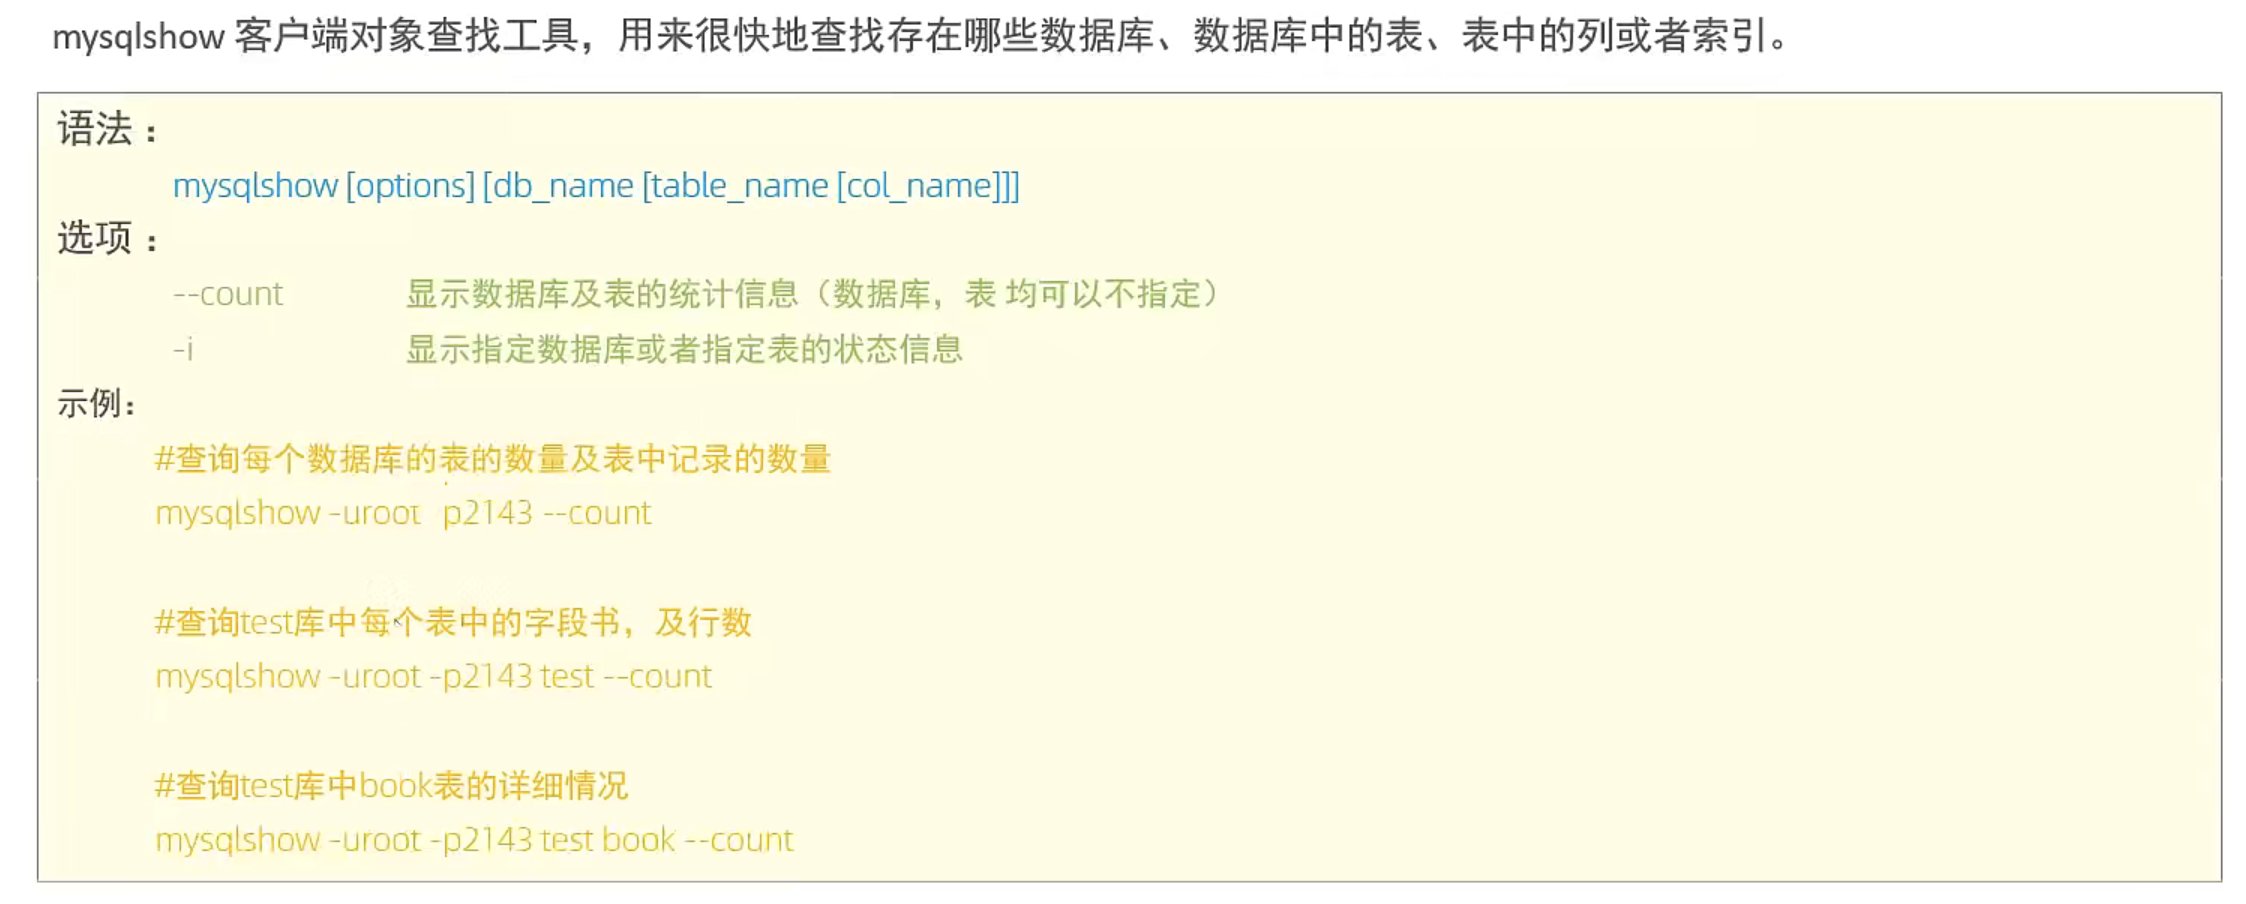 mysqlshow 客户端对象查找工具，用来很快地查找存在哪些数据库、数据库中的表、表中的列或者索引。
语法：
mysqlshow [options] [db_name [table_name [col_name]]]
选项：
--count 显示数据库及表的统计信息（数据库，表 均可以不指定）
-i 显示指定数据库或者指定表的状态信息
示例：
#查询每个数据库的表的数量及表中记录的数量
mysqlshow -uroot p2143 --count
#查询test库中每个表中的字段书，及行数
mysqlshow -uroot -p2143 test --count
#查询test库中book表的详细情况
mysqlshow -uroot -p2143 test book --count